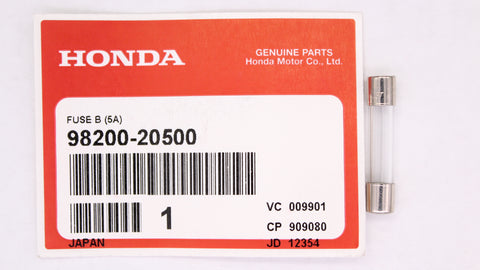 HONDA
GENUINE PARTS
Honda Motor Co., Ltd.
FUSE B (5A)
98200-20500
1
VC 009901
CP 909080
JAPAN
JD 12354